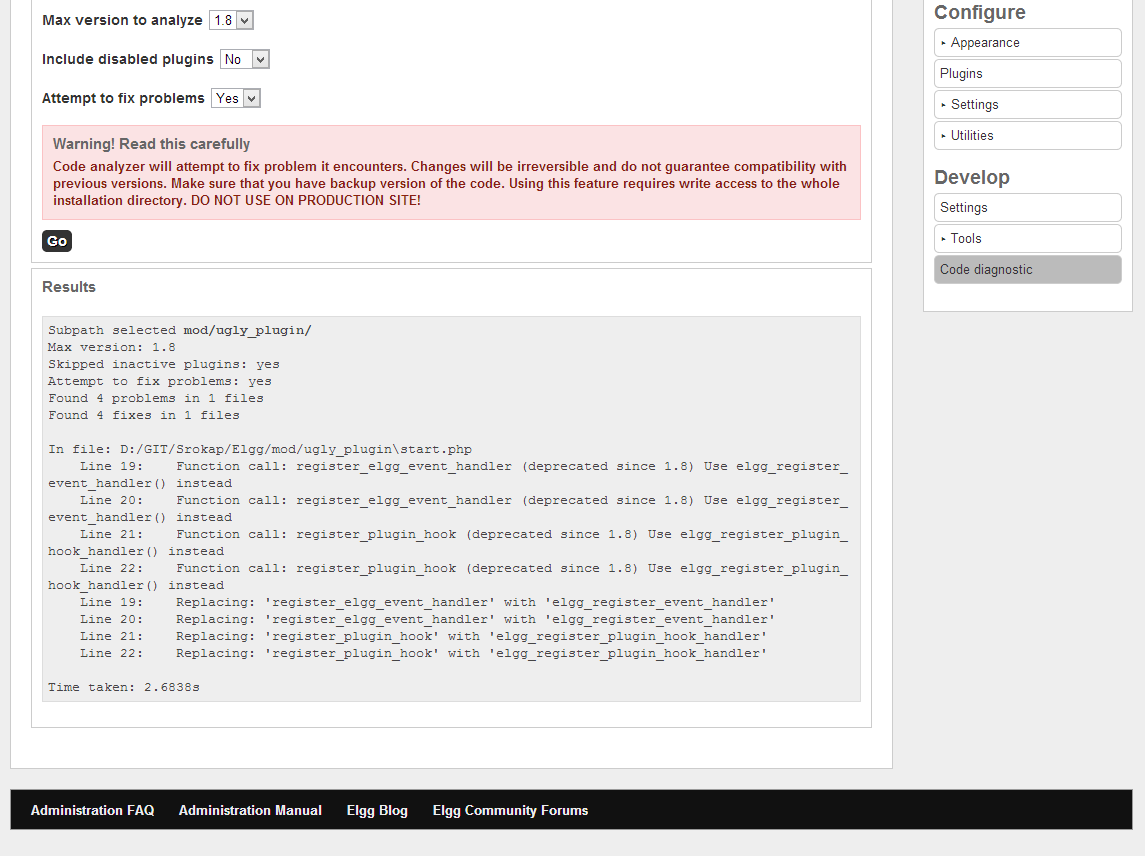 Max version to analyze 1.8
Include disabled plugins No
Attempt to fix problems Yes
Warning! Read this carefully
Code analyzer will attempt to fix problem it encounters. Changes will be irreversible and do not guarantee compatibility with
previous versions. Make sure that you have backup version of the code. Using this feature requires write access to the whole
installation directory. DO NOT USE ON PRODUCTION SITE!
Go
Results
Subpath selected mod/ugly_plugin/
Max version: 1.8
Skipped inactive plugins: yes
Attempt to fix problems: yes
Found 4 problems in 1 files
Found 4 fixes in 1 files
In file: D:/GIT/Srokap/Elgg/mod/ugly_plugin\start.php
Line 19: Function call: register_elgg_event_handler (deprecated since 1.8) Use elgg_register_
event_handler() instead
Line 20: Function call: register_elgg_event_handler (deprecated since 1.8) Use elgg_register_
event_handler() instead
Line 21: Function call: register_plugin_hook (deprecated since 1.8) Use elgg_register_plugin_
hook_handler() instead
Line 22: Function call: register_plugin_hook (deprecated since 1.8) Use elgg_register_plugin_
hook_handler() instead
Line 19: Replacing: 'register_elgg_event_handler' with 'elgg_register_event_handler'
Line 20: Replacing: 'register_elgg_event_handler' with 'elgg_register_event_handler'
Line 21: Replacing: 'register_plugin_hook' with 'elgg_register_plugin_hook_handler'
Line 22: Replacing: 'register_plugin_hook' with 'elgg_register_plugin_hook_handler'
Time taken: 2.6838s
Configure
Appearance
Plugins
Settings
Utilities
Develop
Settings
Tools
Code diagnostic
Administration FAQ Administration Manual Elgg Blog Elgg Community Forums